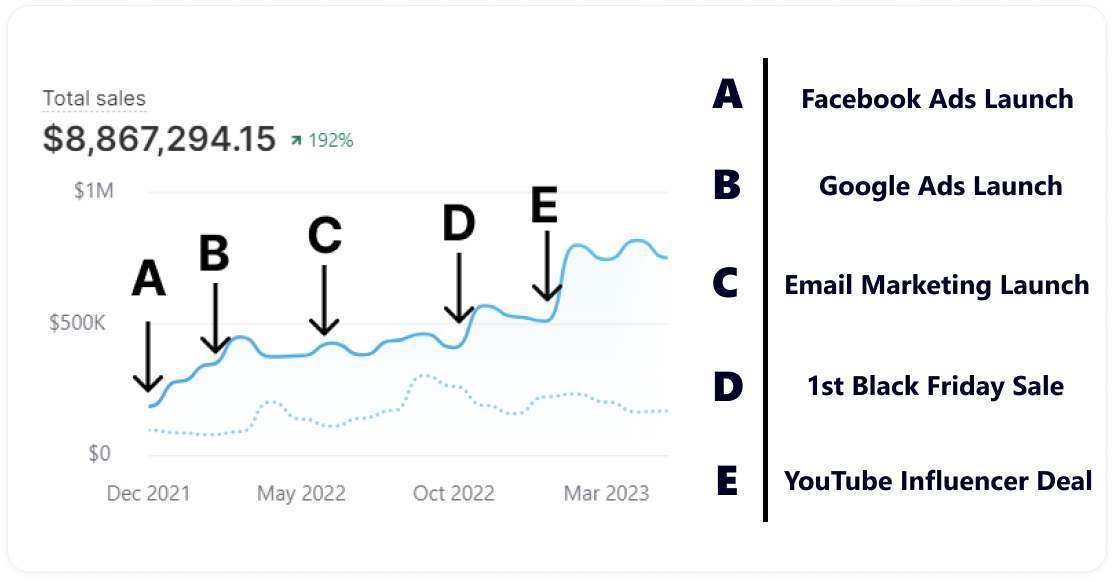 Total sales
$8,867,294.15 192%
$1M
$500K
$0
A
B
C
D
E
Dec 2021 May 2022 Oct 2022 Mar 2023
A Facebook Ads Launch
B Google Ads Launch
C Email Marketing Launch
D 1st Black Friday Sale
E YouTube Influencer Deal